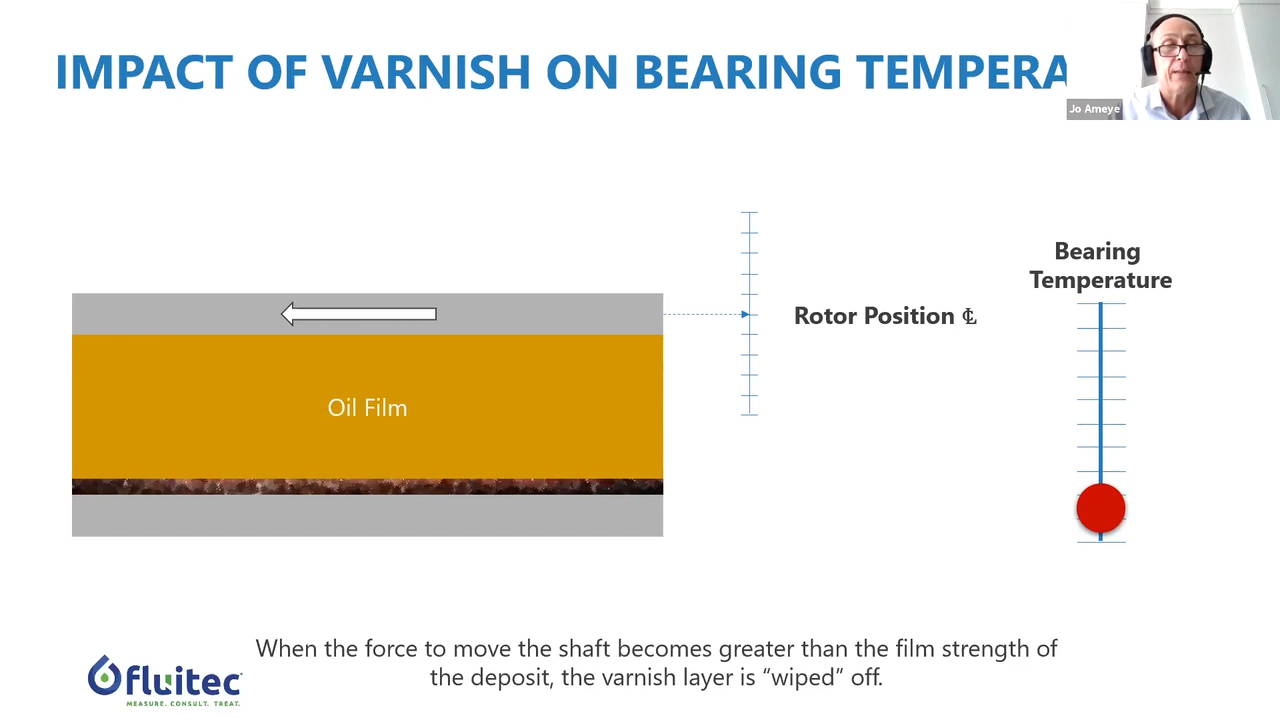 IMPACT OF VARNISH ON BEARING TEMPERA
Jo Ameye
Bearing
Temperature
Rotor Position ℄
Oil Film
When the force to move the shaft becomes greater than the film strength of
the deposit, the varnish layer is “wiped” off.
fluitec
MEASURE. CONSULT. TREAT.